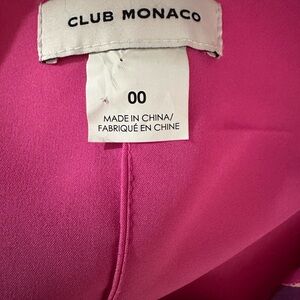 CLUB MONACO
00
MADE IN CHINA/
FABRIQUÉ EN CHINE